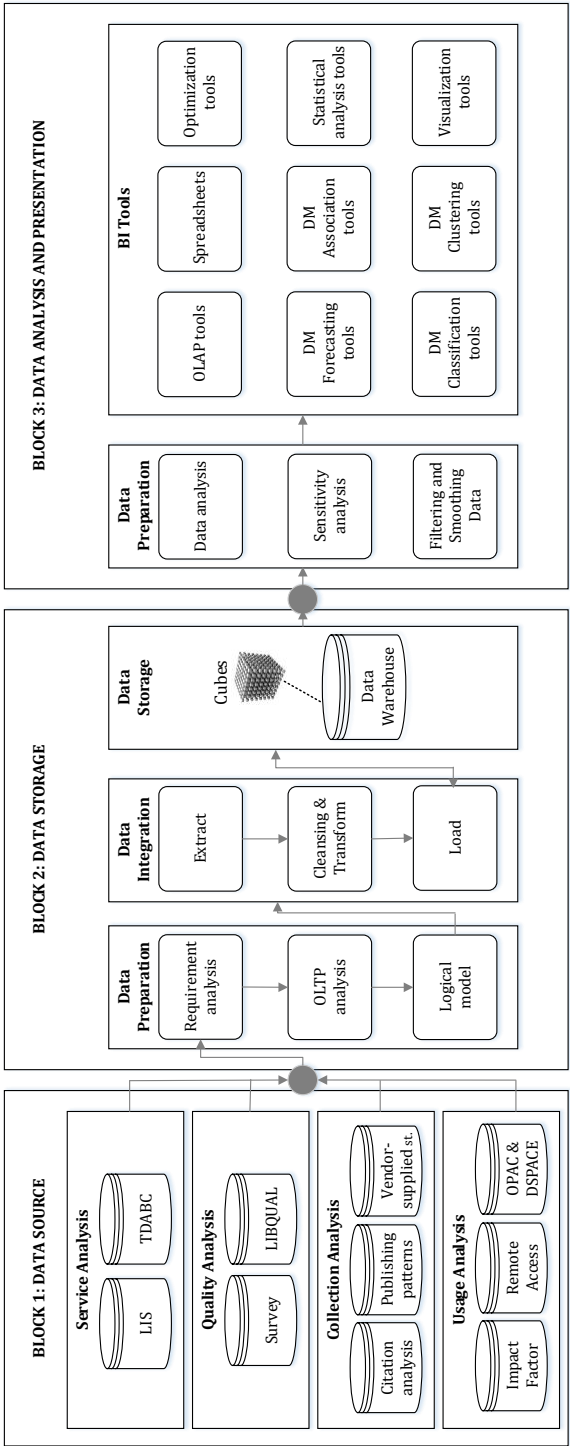 BLOCK 1: DATA SOURCE
Service Analysis
LIS
TDABC
Quality Analysis
Survey
LIBQUAL
Collection Analysis
Citation
analysis
Publishing
patterns
Vendor-
supplied st.
Usage Analysis
Impact
Factor
Remote
Access
OPAC &
DSPACE
BLOCK 2: DATA STORAGE
Data
Preparation
Requirement
analysis
OLTP
analysis
Logical
model
Data
Integration
Extract
Cleansing &
Transform
Load
Data
Storage
Cubes
Data
Warehouse
BLOCK 3: DATA ANALYSIS AND PRESENTATION
Data
Preparation
Data analysis
Sensitivity
analysis
Filtering and
Smoothing
Data
BI Tools
OLAP tools
Spreadsheets
Optimization
tools
DM
Forecasting
tools
DM
Association
tools
Statistical
analysis tools
DM
Classification
tools
DM
Clustering
tools
Visualization
tools